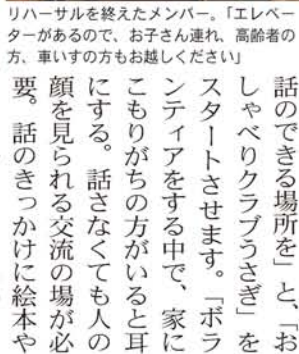 リハーサルを終えたメンバー。「エレベー
ターがあるので、お子さん連れ、高齢者の
方、車いすの方もお越しください」
話のできる場所を」と、「お
しゃべりクラブうさぎ」を
スタートさせます。「ボラ
ンティアをする中で、家に
こもりがちの方がいると耳
にする。話さなくても人の
顔を見られる交流の場が必
要。話のきっかけに絵本や